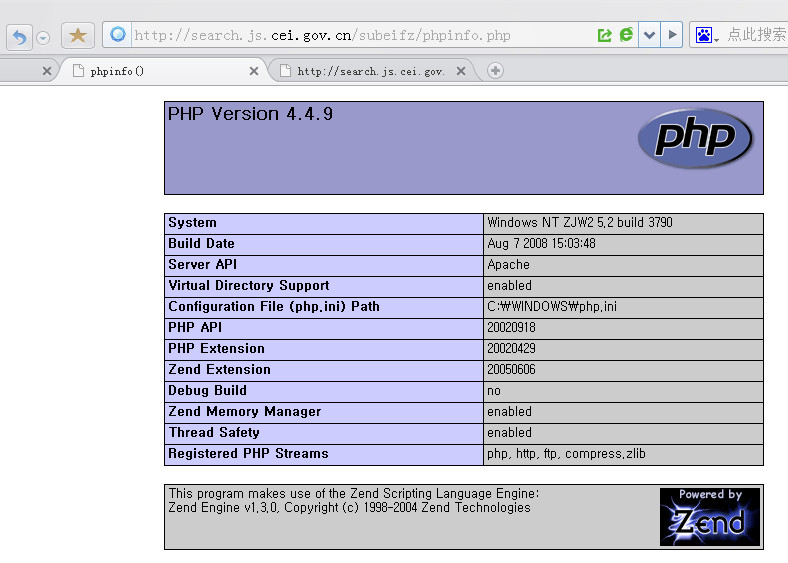 http://search.js.cei.gov.cn/subeifz/phpinfo.php
点此搜索
phpinfo()
http://search.js.cei.gov.
PHP Version 4.4.9
php
System Windows NT ZJW2 5.2 build 3790
Build Date Aug 7 2008 15:03:48
Server API Apache
Virtual Directory Support enabled
Configuration File (php.ini) Path C:₩WINDOWS₩php.ini
PHP API 20020918
PHP Extension 20020429
Zend Extension 20050606
Debug Build no
Zend Memory Manager enabled
Thread Safety enabled
Registered PHP Streams php, http, ftp, compress.zlib
This program makes use of the Zend Scripting Language Engine:
Zend Engine v1.3.0, Copyright (c) 1998-2004 Zend Technologies
Powered by
Zend